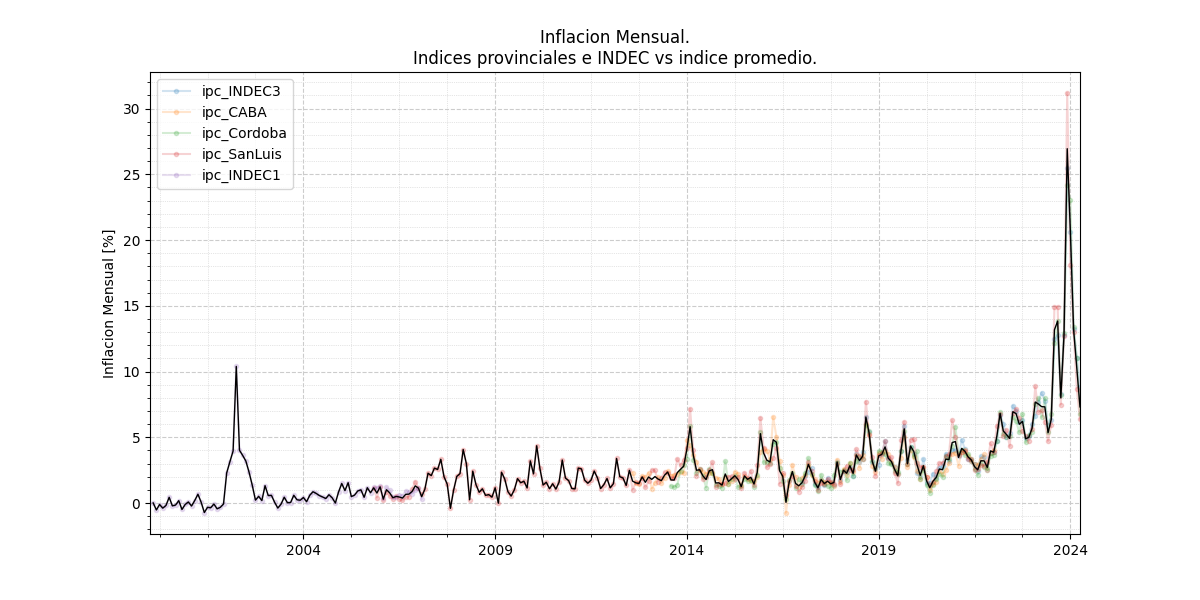 Inflacion Mensual.
Indices provinciales e INDEC vs indice promedio.
ipc_INDEC3
ipc_CABA
ipc_Cordoba
ipc_SanLuis
ipc_INDEC1
Inflacion Mensual [%]
30
25
20
15
10
5
0
2004 2009 2014 2019 2024